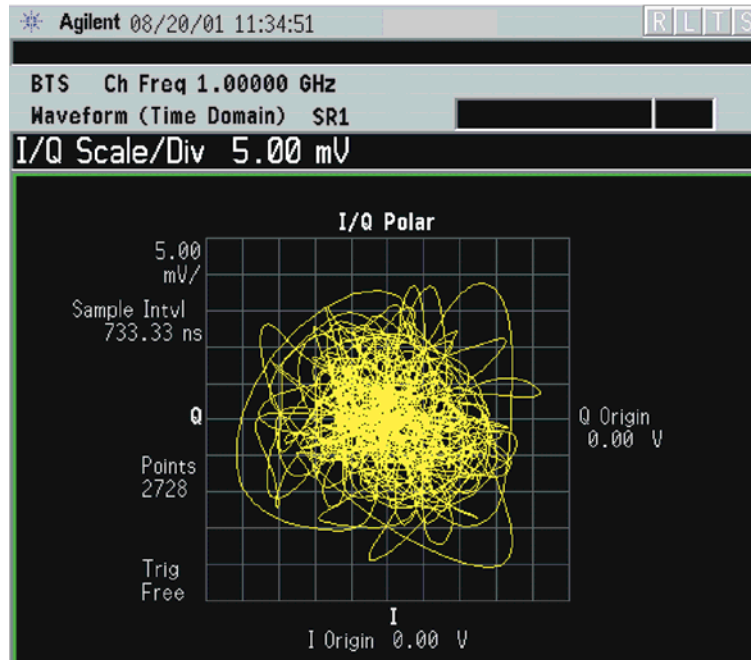 Agilent 08/20/01 11:34:51
R L T S
BTS Ch Freq 1.00000 GHz
Waveform (Time Domain) SR1
I/Q Scale/Div 5.00 mV
I/Q Polar
5.00
mV/
Sample Intvl
733.33 ns
Q
Q Origin
0.00 V
Points
2728
Trig
Free
I
I Origin 0.00 V